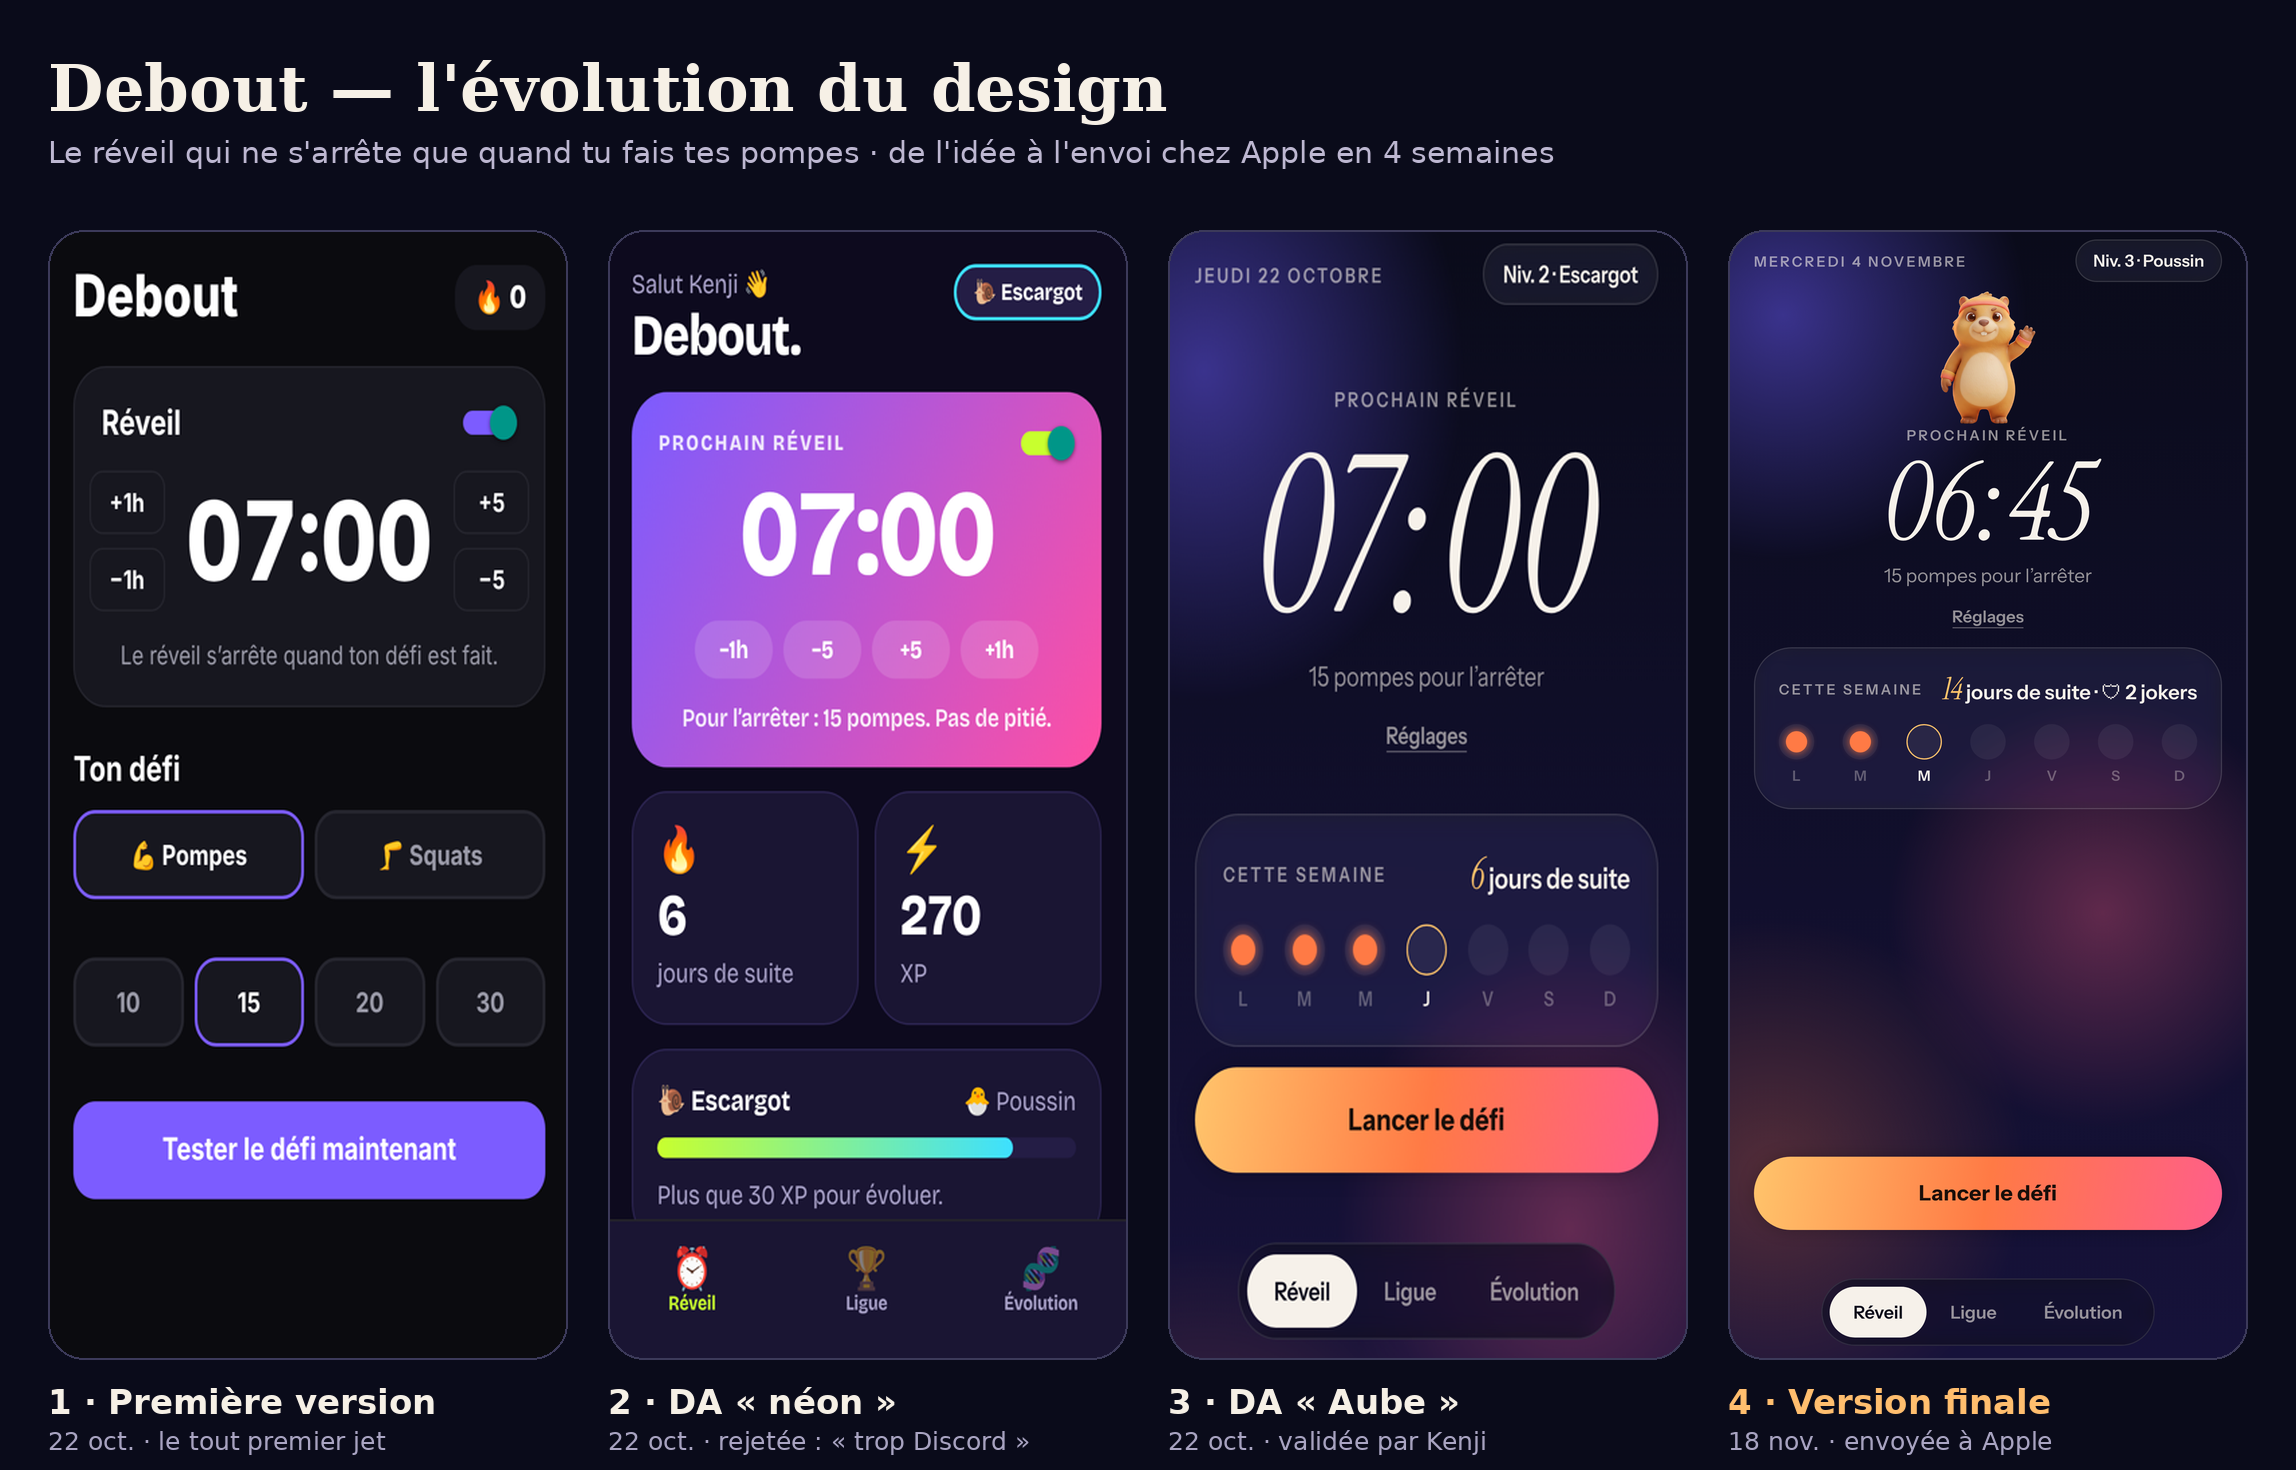 Debout — l'évolution du design
Le réveil qui ne s'arrête que quand tu fais tes pompes · de l'idée à l'envoi chez Apple en 4 semaines
Debout
🔥 0
Réveil
+1h
07:00
+5
−1h
−5
Le réveil s’arrête quand ton défi est fait.
Ton défi
💪 Pompes
🦵 Squats
10
15
20
30
Tester le défi maintenant
1 · Première version
22 oct. · le tout premier jet
Salut Kenji 👋
Debout.
🐌 Escargot
PROCHAIN RÉVEIL
07:00
−1h
−5
+5
+1h
Pour l’arrêter : 15 pompes. Pas de pitié.
🔥
6
jours de suite
⚡
270
XP
🐌 Escargot
🐥 Poussin
Plus que 30 XP pour évoluer.
Réveil
Ligue
Évolution
2 · DA « néon »
22 oct. · rejetée : « trop Discord »
JEUDI 22 OCTOBRE
Niv. 2 · Escargot
PROCHAIN RÉVEIL
07:00
15 pompes pour l’arrêter
Réglages
CETTE SEMAINE
6 jours de suite
L M M J V S D
Lancer le défi
Réveil
Ligue
Évolution
3 · DA « Aube »
22 oct. · validée par Kenji
MERCREDI 4 NOVEMBRE
Niv. 3 · Poussin
PROCHAIN RÉVEIL
06:45
15 pompes pour l’arrêter
Réglages
CETTE SEMAINE
14 jours de suite · 🛡 2 jokers
L M M J V S D
Lancer le défi
Réveil
Ligue
Évolution
4 · Version finale
18 nov. · envoyée à Apple